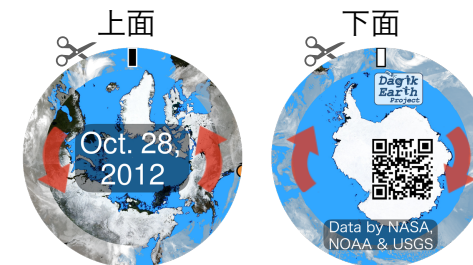 上面
下面
Oct. 28,
2012
Dagik
Earth
Project
Data by NASA,
NOAA & USGS